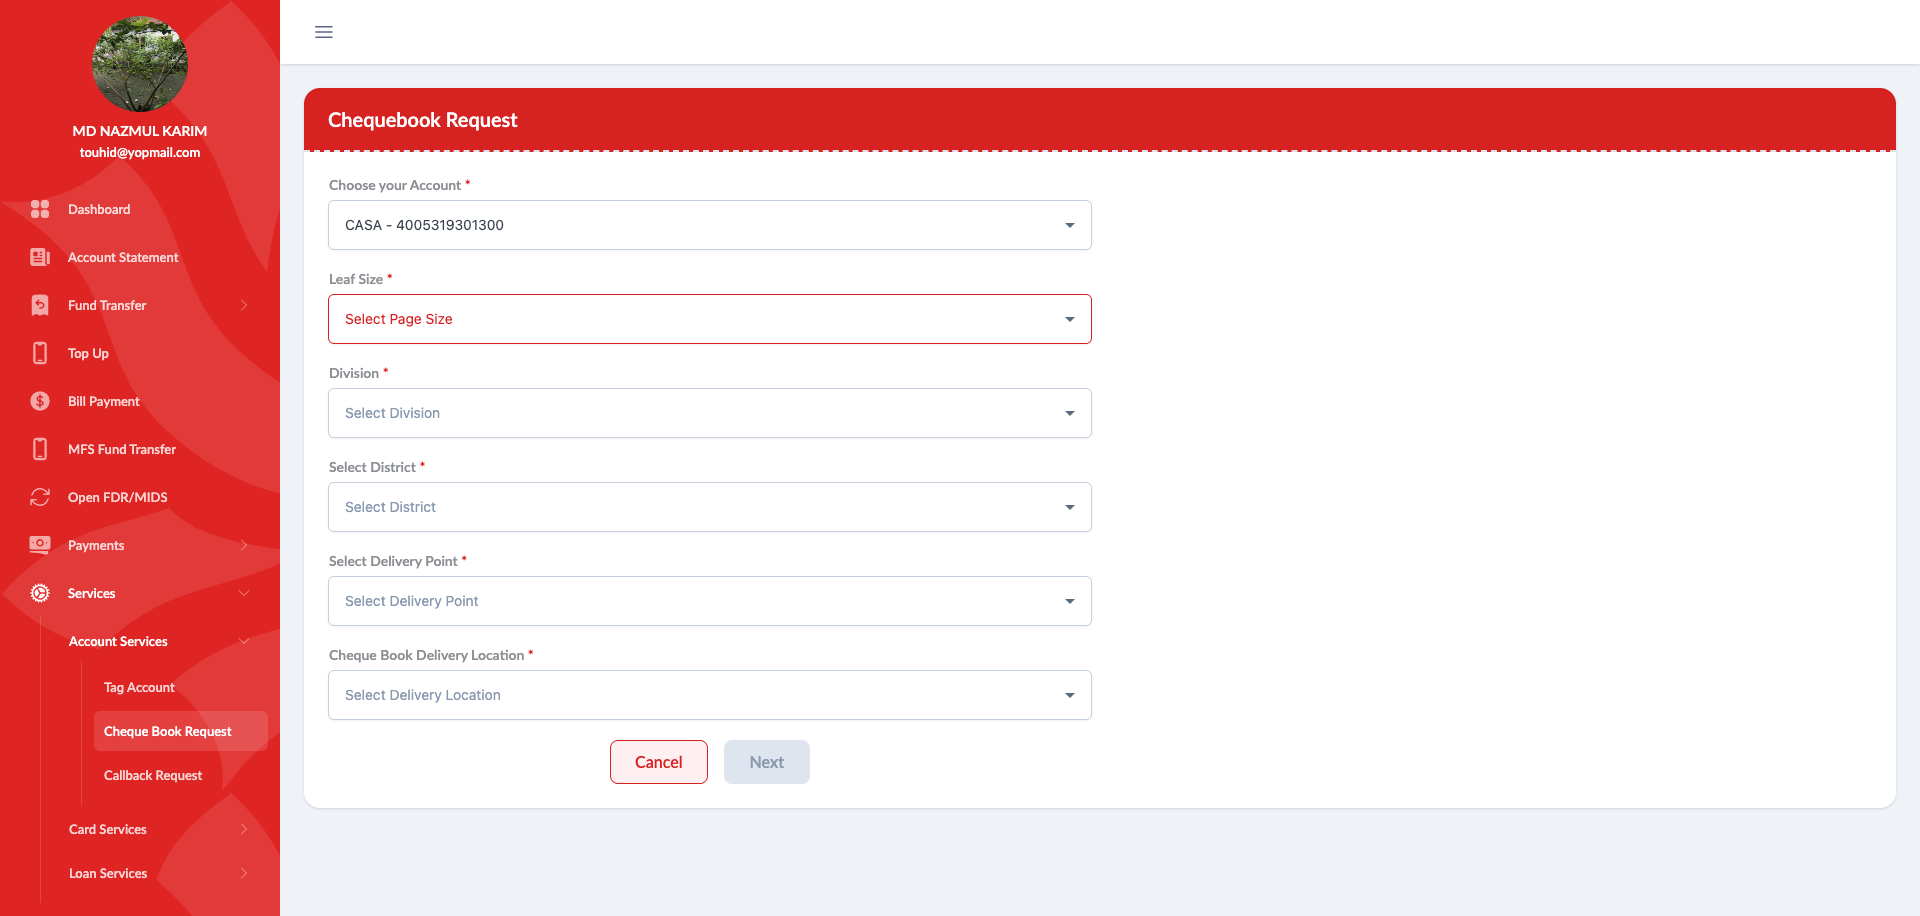 MD NAZMUL KARIM
touhid@yopmail.com
Dashboard
Account Statement
Fund Transfer
Top Up
Bill Payment
MFS Fund Transfer
Open FDR/MIDS
Payments
Services
Account Services
Tag Account
Cheque Book Request
Callback Request
Card Services
Loan Services
Chequebook Request
Choose your Account *
CASA - 4005319301300
Leaf Size *
Select Page Size
Division *
Select Division
Select District *
Select District
Select Delivery Point *
Select Delivery Point
Cheque Book Delivery Location *
Select Delivery Location
Cancel
Next